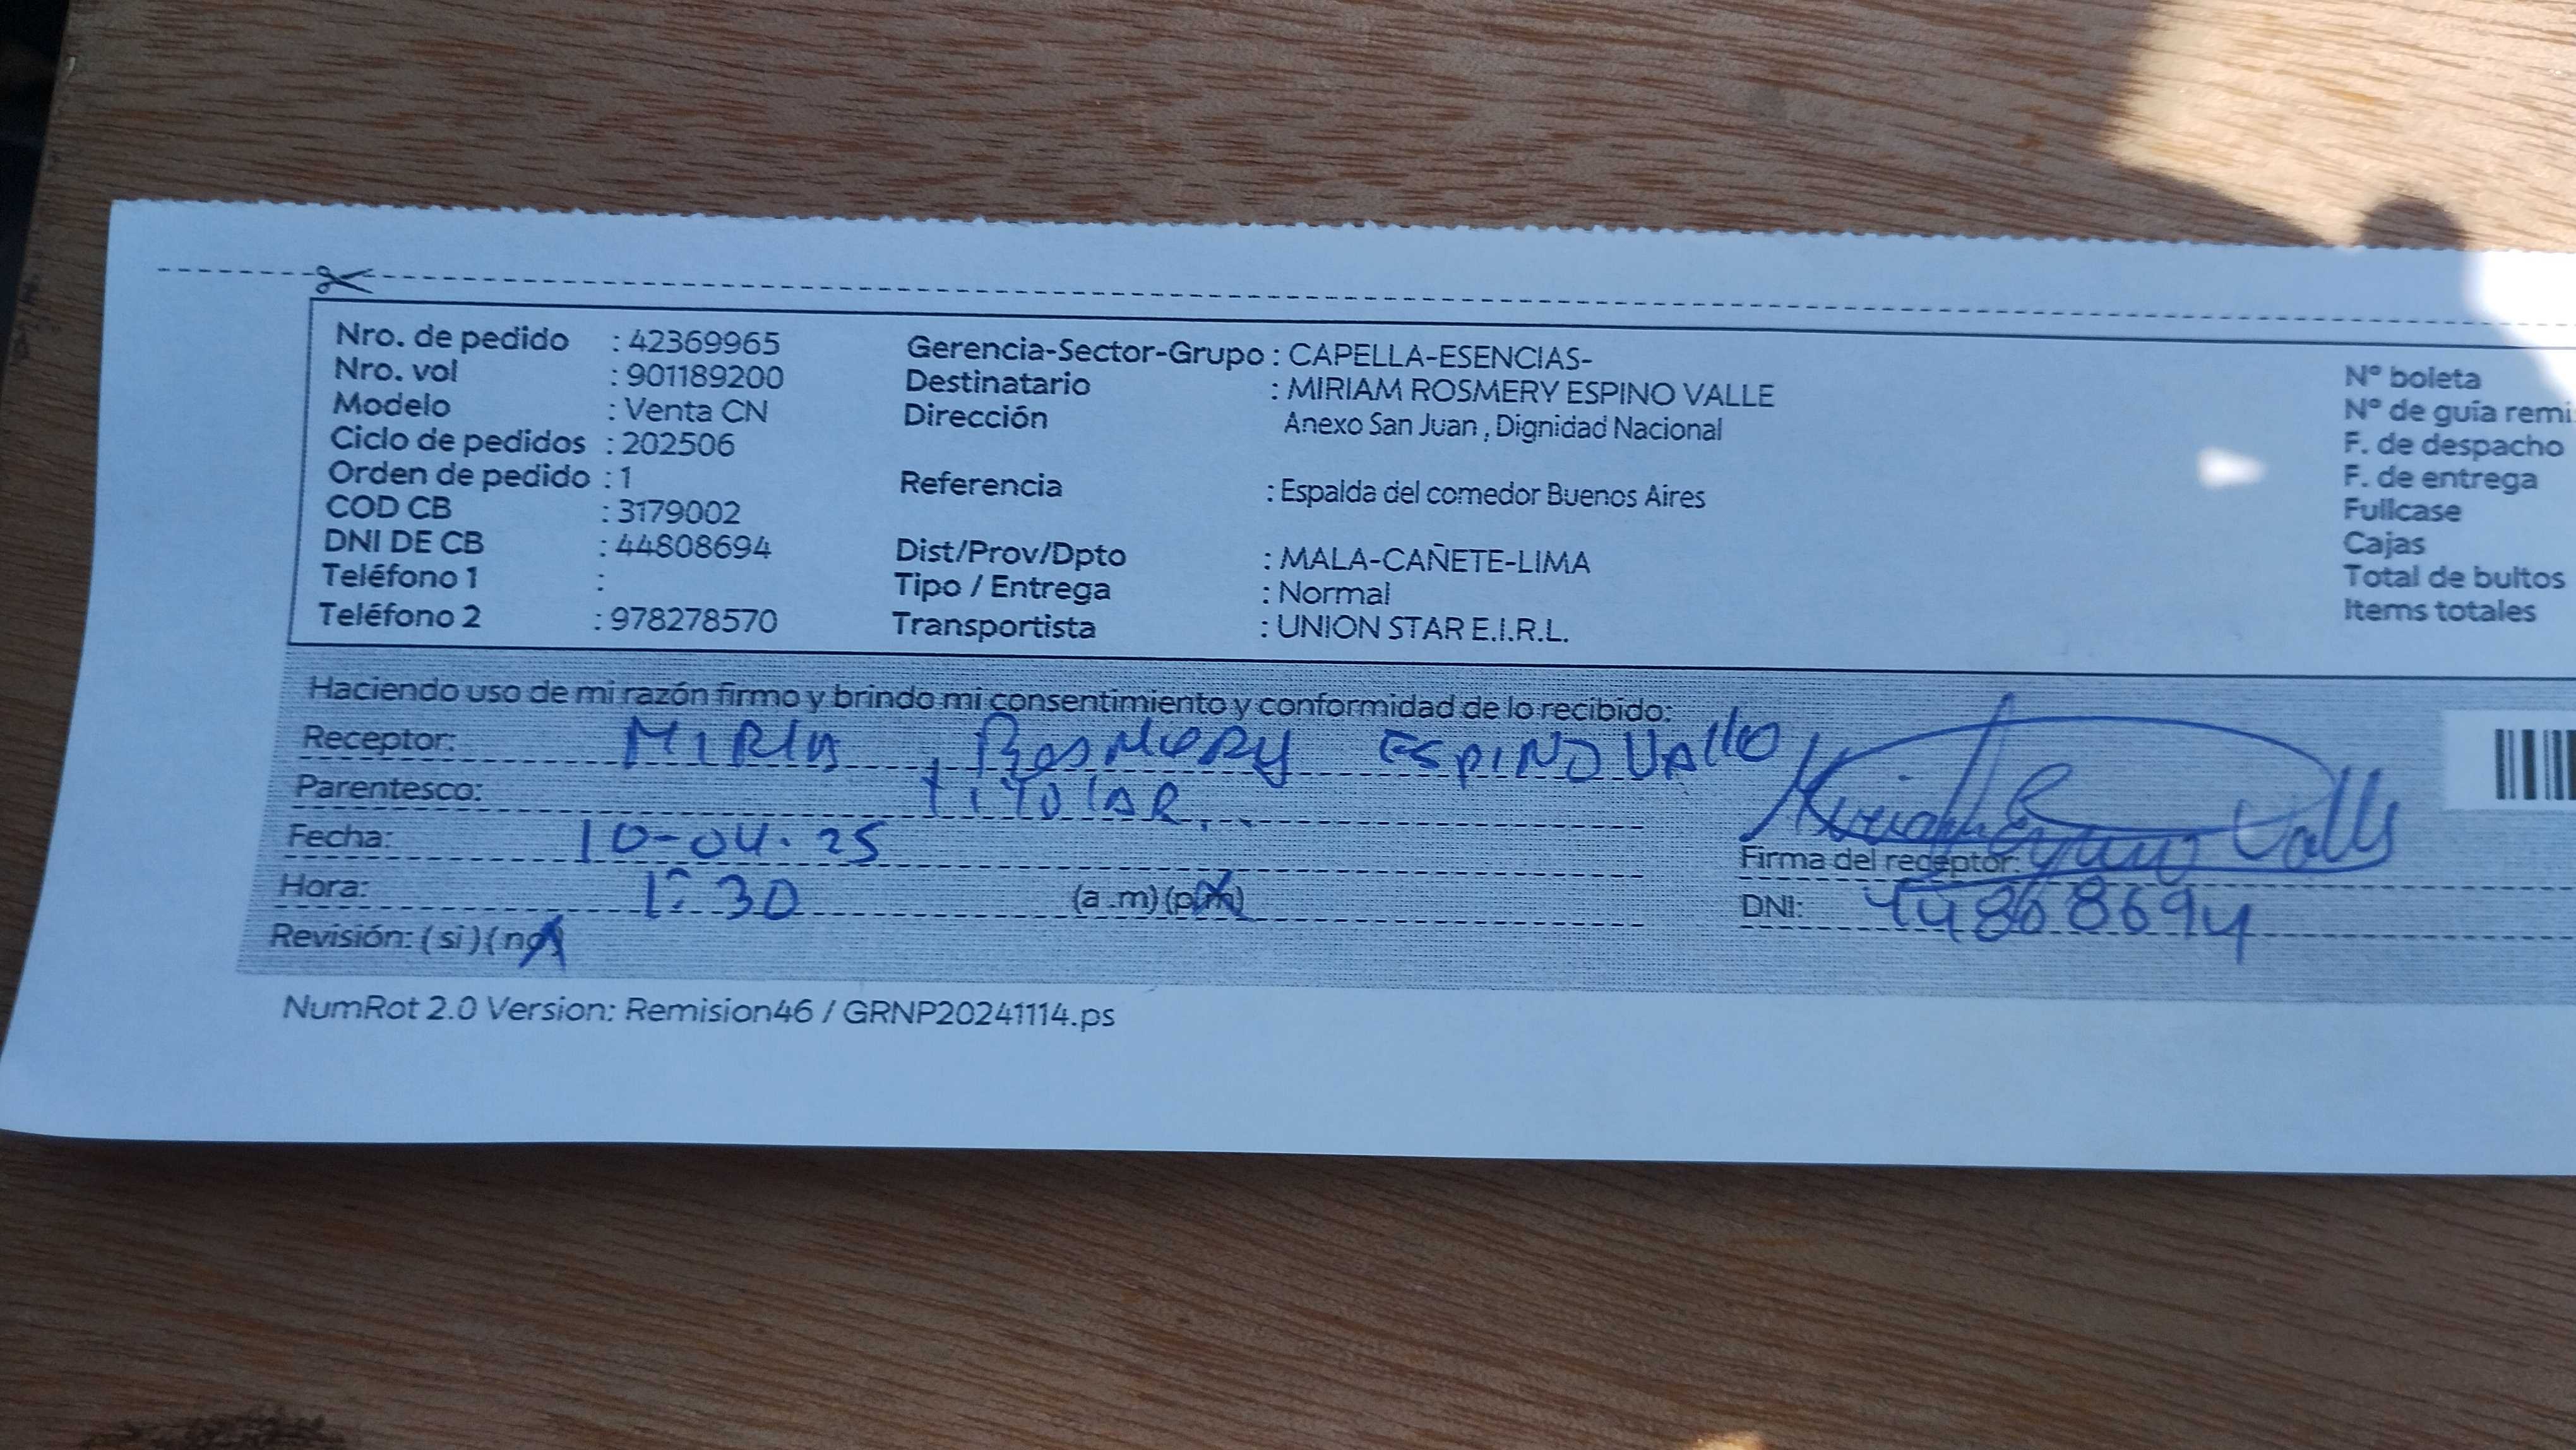 Nro. de pedido : 42369965
Nro. vol : 901189200
Modelo : Venta CN
Ciclo de pedidos : 202506
Orden de pedido : 1
COD CB : 3179002
DNI DE CB : 44808694
Teléfono 1 :
Teléfono 2 : 978278570
Gerencia-Sector-Grupo : CAPELLA-ESENCIAS-
Destinatario : MIRIAM ROSMERY ESPINO VALLE
Dirección Anexo San Juan , Dignidad Nacional
Referencia : Espalda del comedor Buenos Aires
Dist/Prov/Dpto : MALA-CAÑETE-LIMA
Tipo / Entrega : Normal
Transportista : UNION STAR E.I.R.L.
Nº boleta
Nº de guía remi
F. de despacho
F. de entrega
Fullcase
Cajas
Total de bultos
Items totales
Haciendo uso de mi razón firmo y brindo mi consentimiento y conformidad de lo recibido:
Receptor: Rosmery ESPINO Valle
Parentesco: titular
Fecha: 10-04.25
Hora: 1:30 (a.m) (p.m)
Revisión: (si) (no)
Firma del receptor: Valle
DNI:
NumRot 2.0 Version: Remision46 / GRNP20241114.ps